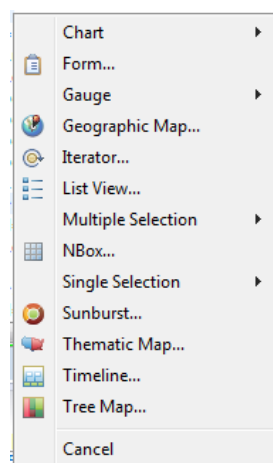 Chart
Form...
Gauge
Geographic Map...
Iterator...
List View...
Multiple Selection
NBox...
Single Selection
Sunburst...
Thematic Map...
Timeline...
Tree Map...
Cancel